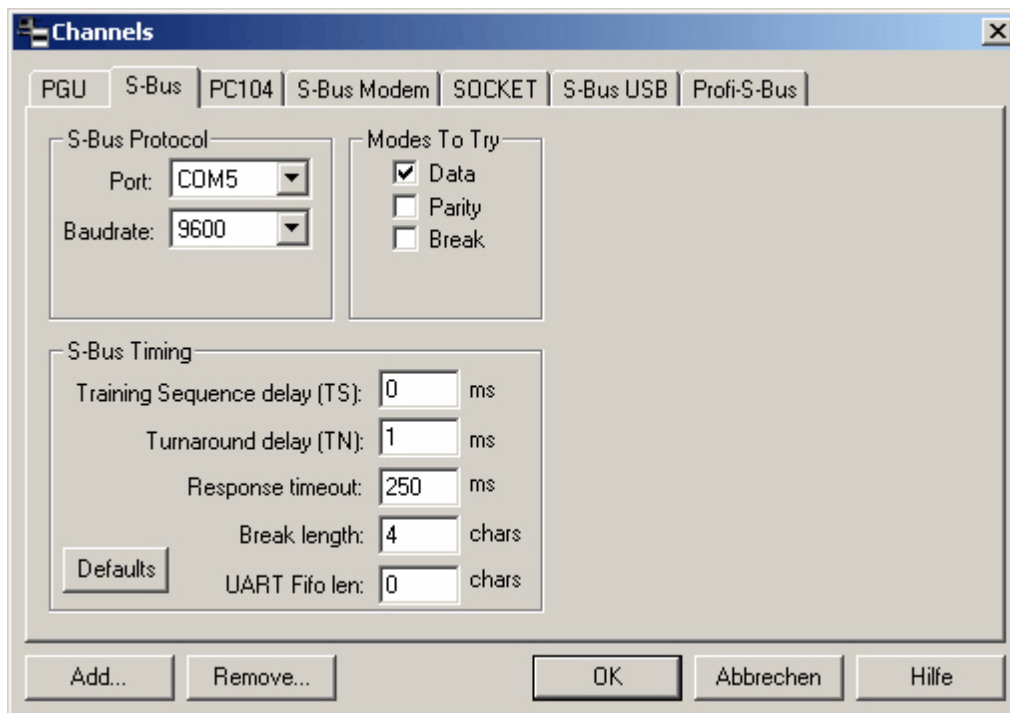 Channels
PGU S-Bus PC104 S-Bus Modem SOCKET S-Bus USB Profi-S-Bus
S-Bus Protocol
Port: COM5
Baudrate: 9600
Modes To Try
Data
Parity
Break
S-Bus Timing
Training Sequence delay (TS): 0 ms
Turnaround delay (TN): 1 ms
Response timeout: 250 ms
Break length: 4 chars
UART Fifo len: 0 chars
Defaults
Add... Remove... OK Abbrechen Hilfe